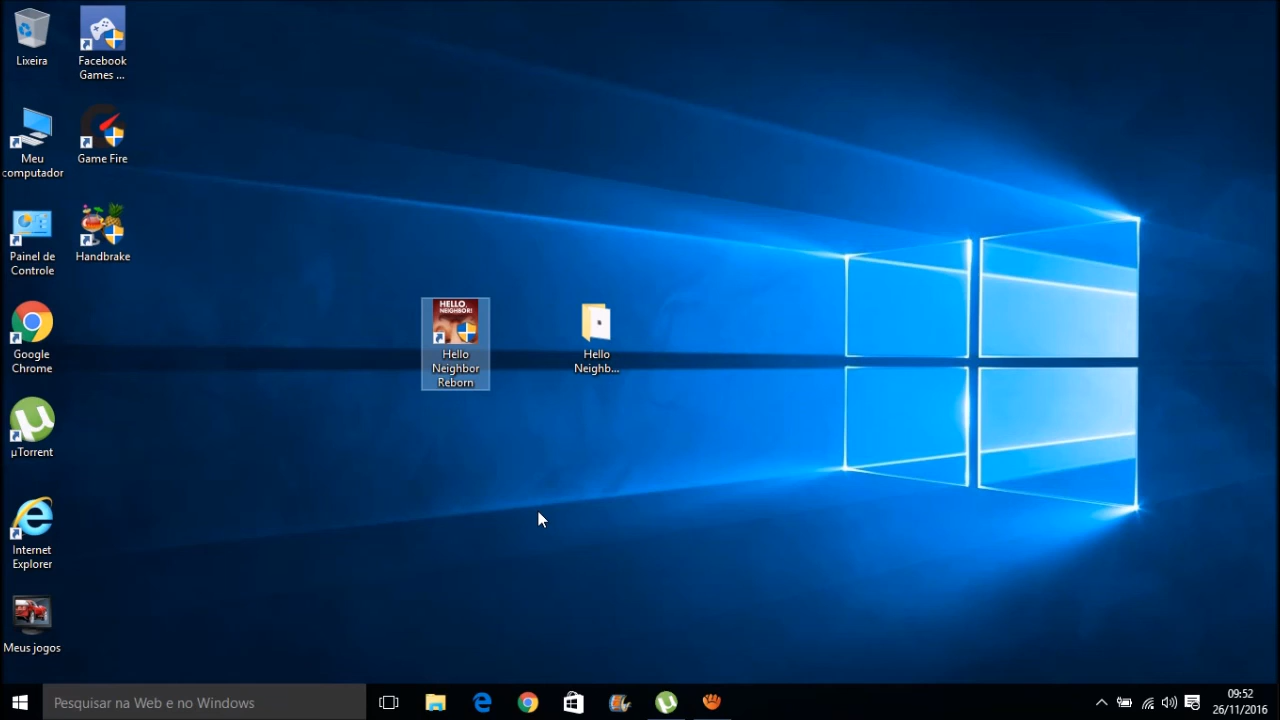 Lixeira
Facebook
Games ...
Meu
computador
Game Fire
Painel de
Controle
Handbrake
Google
Chrome
HELLO,
NEIGHBOR!
Hello
Neighbor
Reborn
Hello
Neighb...
µTorrent
Internet
Explorer
Meus jogos
Pesquisar na Web e no Windows
09:52
26/11/2016